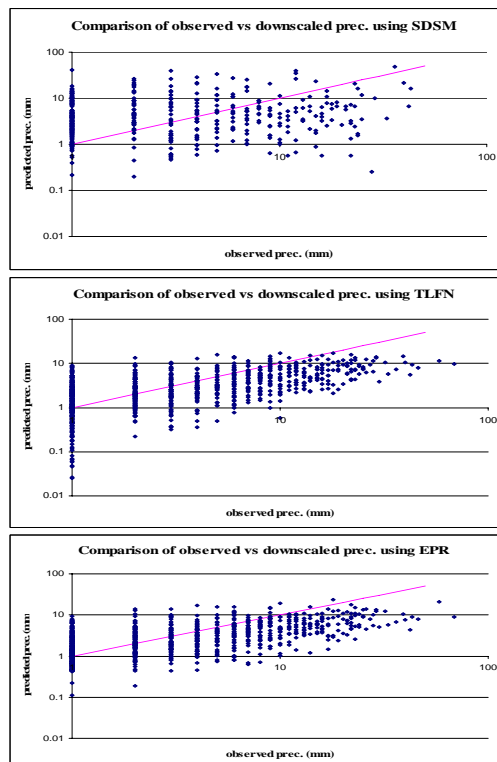 Comparison of observed vs downscaled prec. using SDSM
100
10
1
0.1
0.01
10
100
predicted prec. (mm)
observed prec. (mm)
Comparison of observed vs downscaled prec. using TLFN
100
10
1
0.1
0.01
10
100
predicted prec. (mm)
observed prec. (mm)
Comparison of observed vs downscaled prec. using EPR
100
10
1
0.1
0.01
10
100
predicted prec. (mm)
observed prec. (mm)